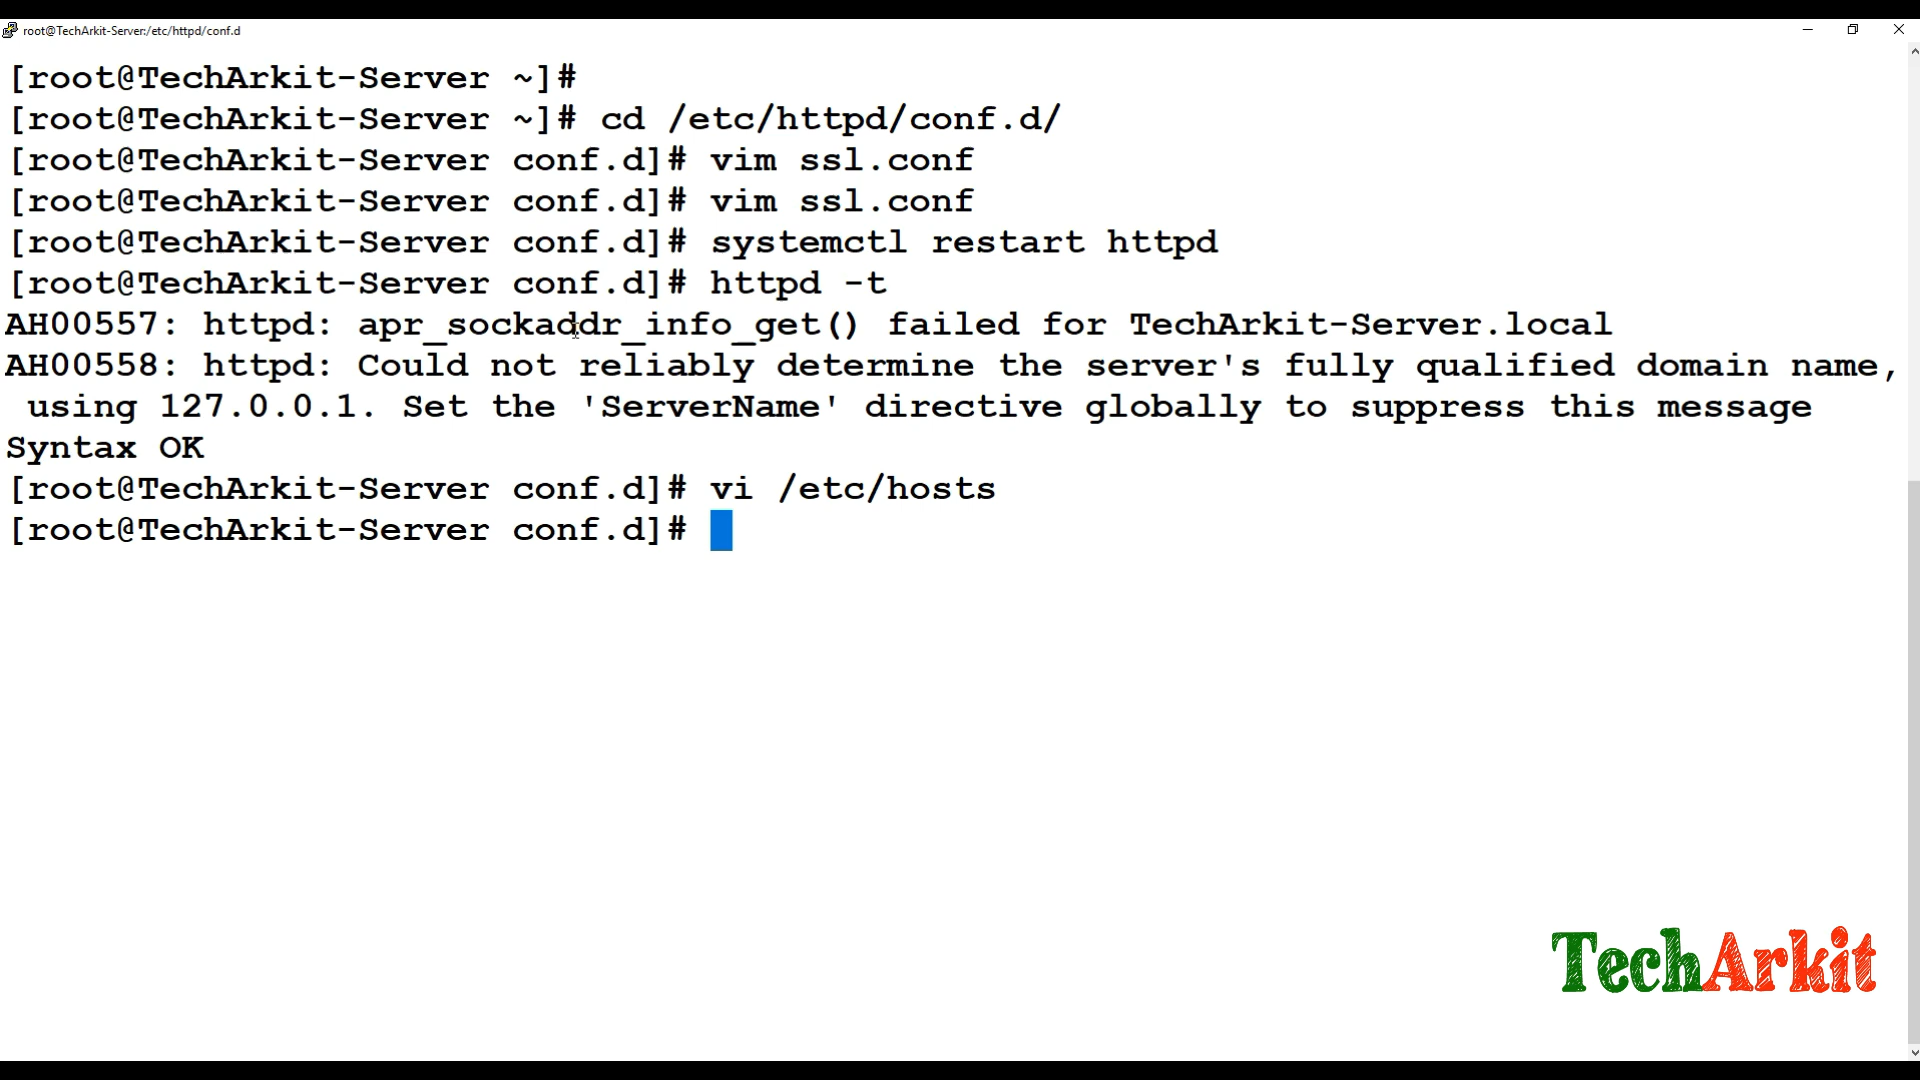 root@TechArkit-Server:/etc/httpd/conf.d
[root@TechArkit-Server ~]#
[root@TechArkit-Server ~]# cd /etc/httpd/conf.d/
[root@TechArkit-Server conf.d]# vim ssl.conf
[root@TechArkit-Server conf.d]# vim ssl.conf
[root@TechArkit-Server conf.d]# systemctl restart httpd
[root@TechArkit-Server conf.d]# httpd -t
AH00557: httpd: apr_sockaddr_info_get() failed for TechArkit-Server.local
AH00558: httpd: Could not reliably determine the server's fully qualified domain name,
using 127.0.0.1. Set the 'ServerName' directive globally to suppress this message
Syntax OK
[root@TechArkit-Server conf.d]# vi /etc/hosts
[root@TechArkit-Server conf.d]#
TechArkit